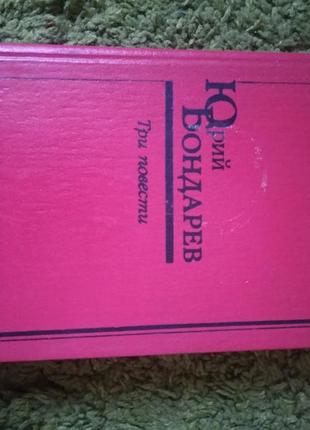 Юрий
Бондарев
Три повести